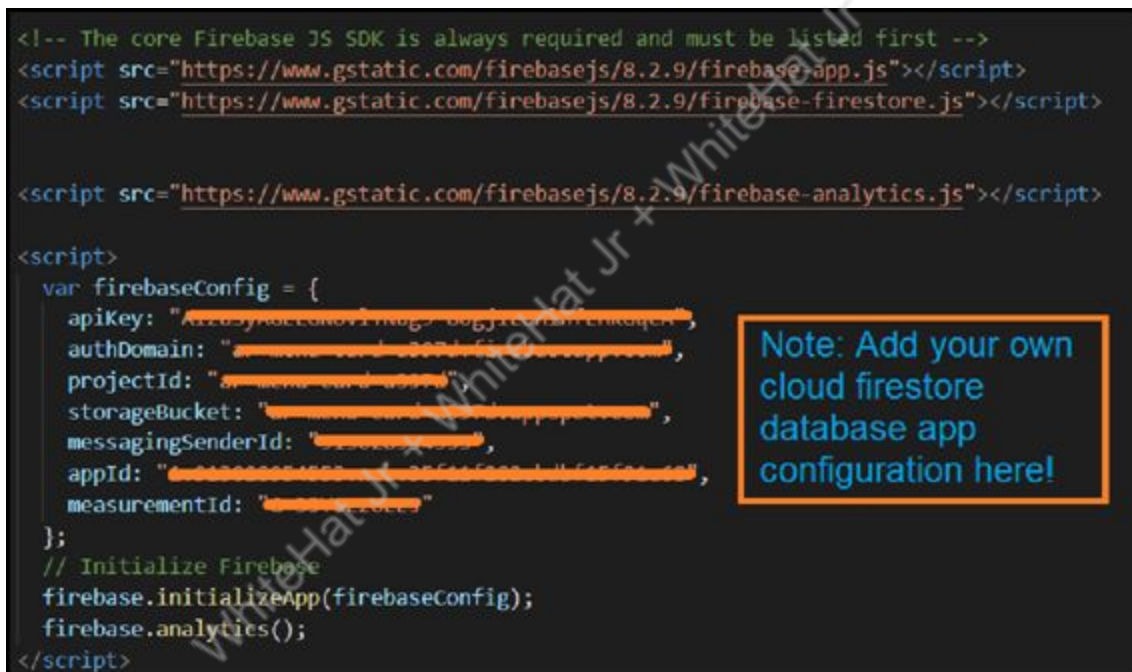 <!-- The core Firebase JS SDK is always required and must be listed first -->
<script src="https://www.gstatic.com/firebasejs/8.2.9/firebase-app.js"></script>
<script src="https://www.gstatic.com/firebasejs/8.2.9/firebase-firestore.js"></script>
<script src="https://www.gstatic.com/firebasejs/8.2.9/firebase-analytics.js"></script>
<script>
var firebaseConfig = {
apiKey: "",
authDomain: "",
projectId: "",
storageBucket: "",
messagingSenderId: "",
appId: "",
measurementId: ""
};
// Initialize Firebase
firebase.initializeApp(firebaseConfig);
firebase.analytics();
</script>
Note: Add your own
cloud firestore
database app
configuration here!
WhiteHat Jr + WhiteHat Jr + WhiteHat Jr